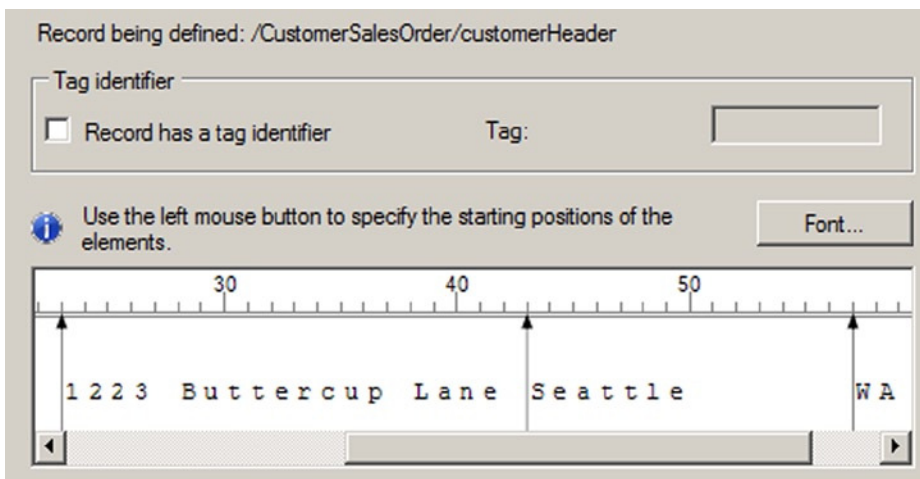 Record being defined: /CustomerSalesOrder/customerHeader
Tag identifier
Record has a tag identifier Tag:
Use the left mouse button to specify the starting positions of the
elements.
Font...
30 40 50
1223 Buttercup Lane Seattle WA